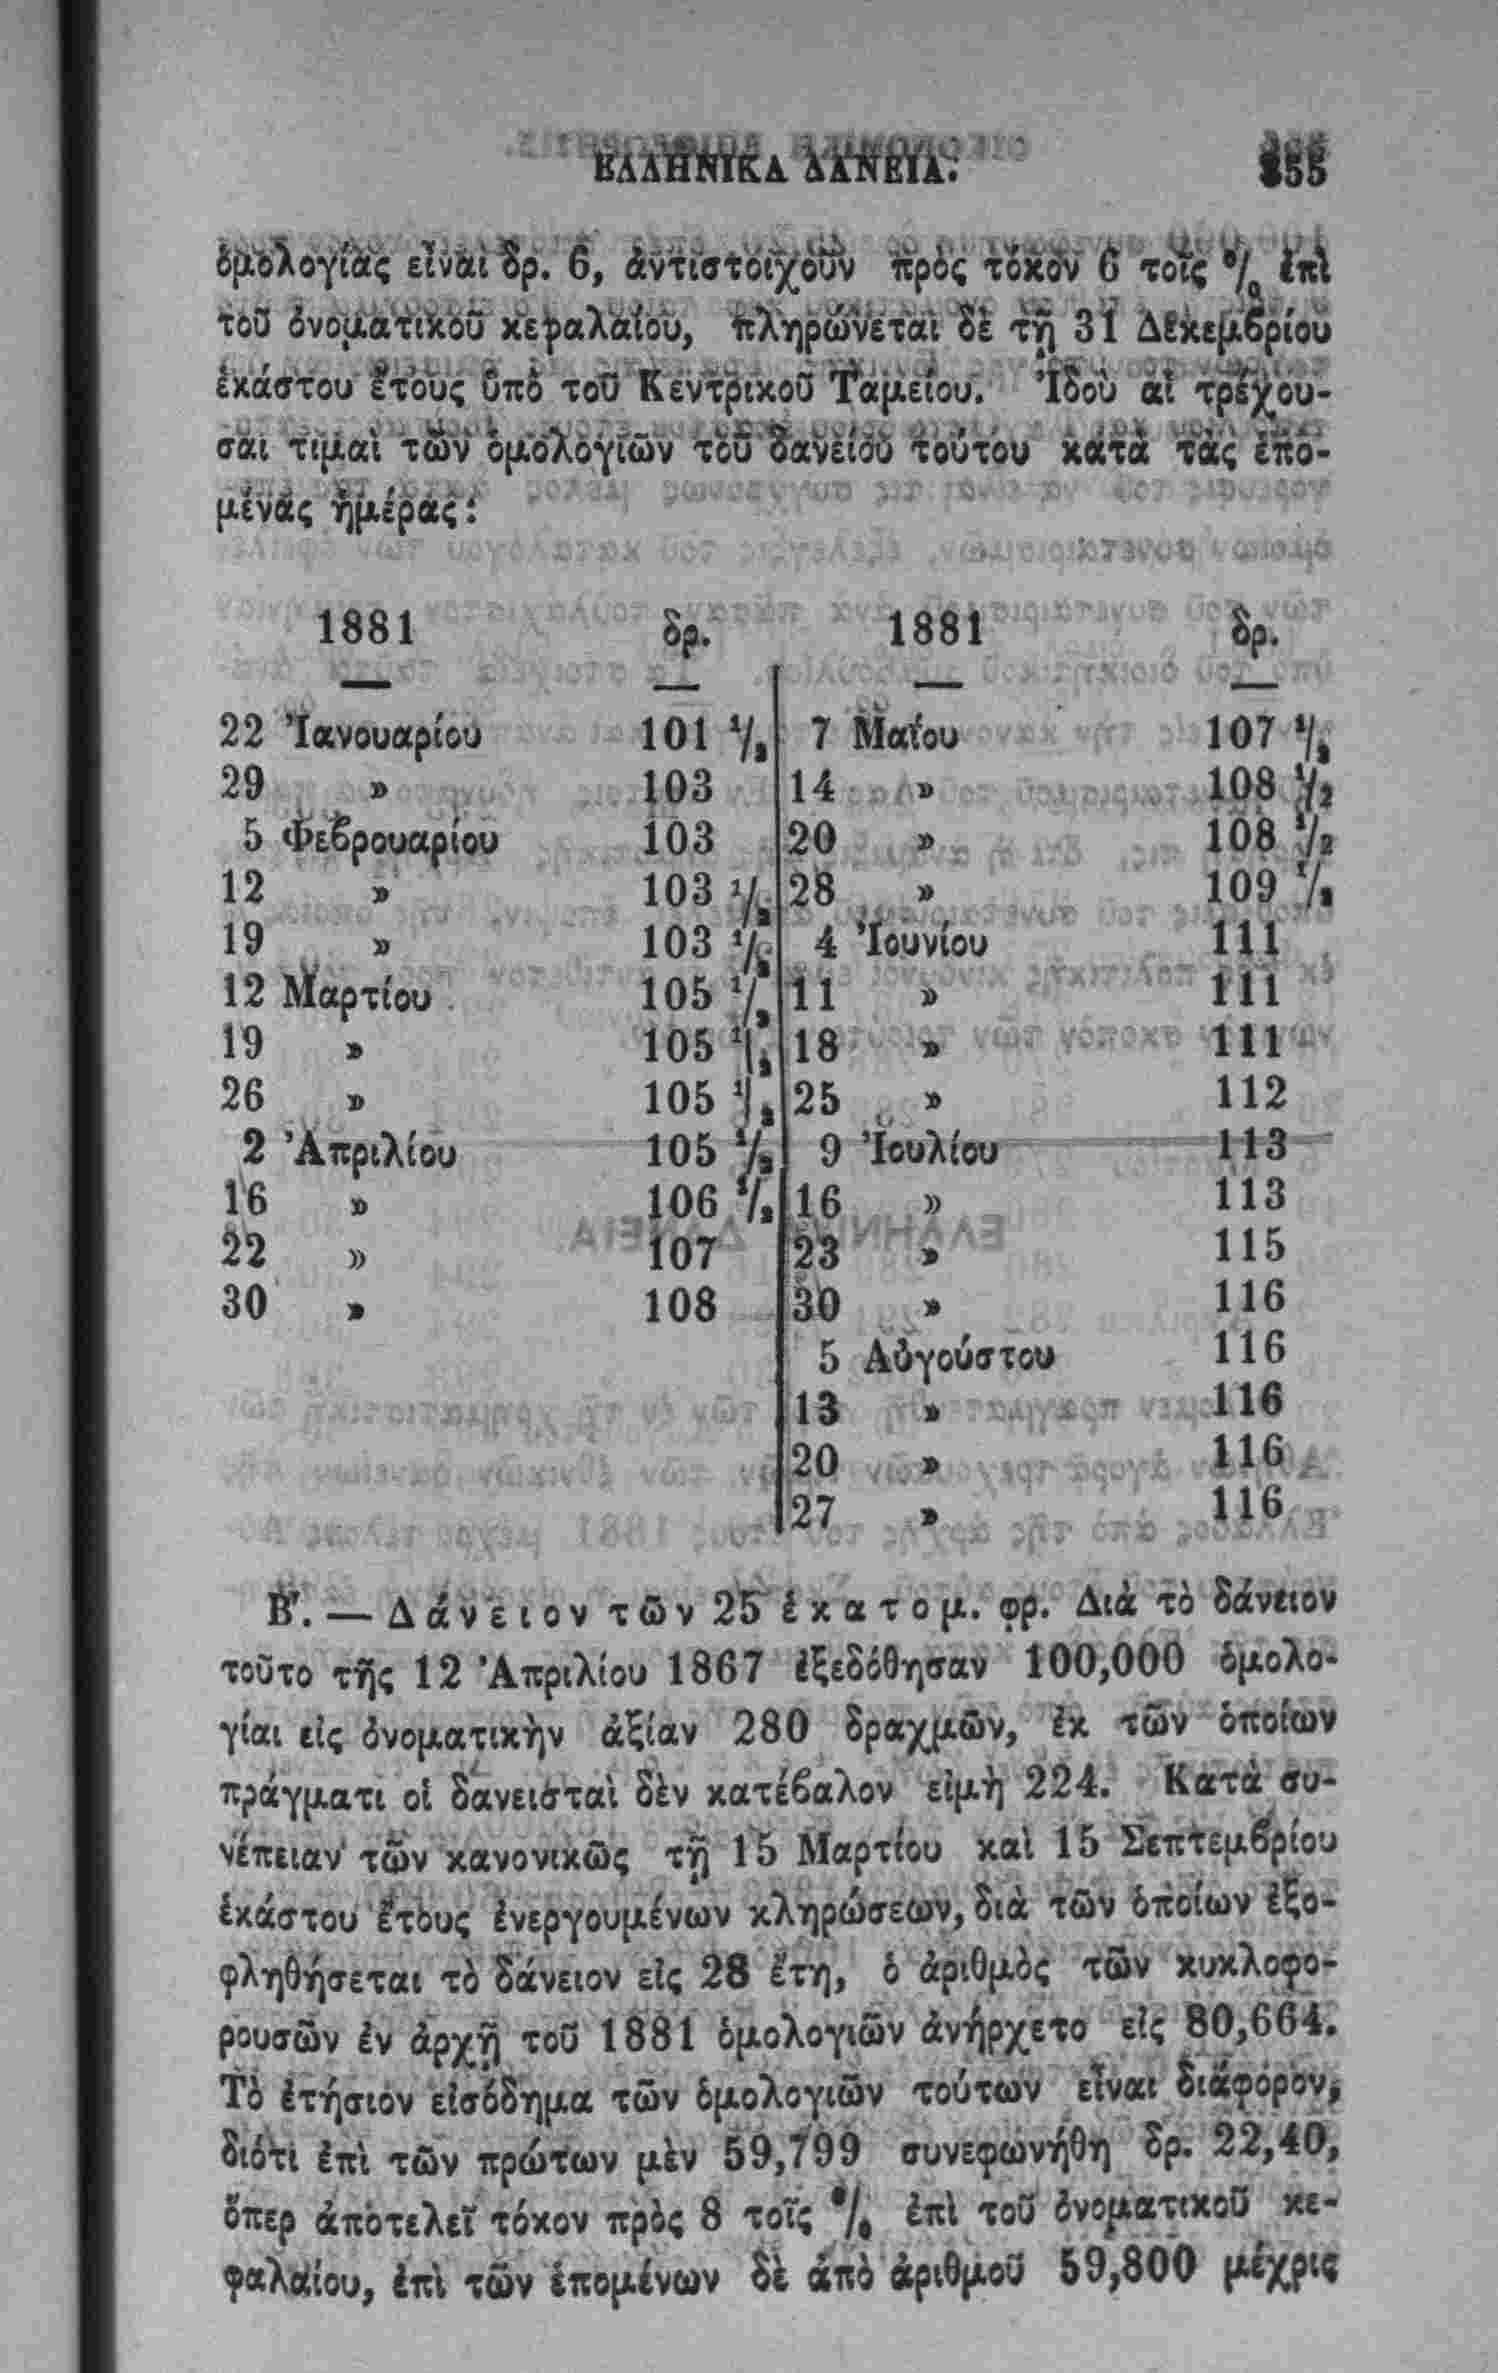 ΕΛΛΗΝΙΚΑ ΔΑΝΕΙΑ. 355
ὁμολογίας εἶναι δρ. 6, ἀντιστοιχοῦν πρὸς τόκον 6 τοῖς % ἐπὶ
τοῦ ὀνοματικοῦ κεφαλαίου, πληρώνεται δὲ τῇ 31 Δεκεμβρίου
ἑκάστου ἔτους ὑπὸ τοῦ Κεντρικοῦ Ταμείου. Ἰδοὺ αἱ τρέχου-
σαι τιμαὶ τῶν ὁμολογιῶν τοῦ δανείου τούτου κατὰ τὰς ἑπο-
μένας ἡμέρας:
1881 δρ. 1881 δρ.
22 Ἰανουαρίου 101 ½ 7 Μαΐου 107 ½
29 » 103 14 » 108 ½
5 Φεβρουαρίου 103 20 » 108 ½
12 » 103 ½ 28 » 109 ½
19 » 103 ½ 4 Ἰουνίου 111
12 Μαρτίου 105 ½ 11 » 111
19 » 105 ½ 18 » 111
26 » 105 ½ 25 » 112
2 Ἀπριλίου 105 ½ 9 Ἰουλίου 113
16 » 106 ½ 16 » 113
22 » 107 23 » 115
30 » 108 30 » 116
5 Αὐγούστου 116
13 » 116
20 » 116
27 » 116
Β'. — Δάνειον τῶν 25 ἑκατομ. φρ. Διὰ τὸ δάνειον
τοῦτο τῆς 12 Ἀπριλίου 1867 ἐξεδόθησαν 100,000 ὁμολο-
γίαι εἰς ὀνοματικὴν ἀξίαν 280 δραχμῶν, ἐκ τῶν ὁποίων
πράγματι οἱ δανεισταὶ δὲν κατέβαλον εἰμὴ 224. Κατὰ συ-
νέπειαν τῶν κανονικῶς τῇ 15 Μαρτίου καὶ 15 Σεπτεμβρίου
ἑκάστου ἔτους ἐνεργουμένων κληρώσεων, διὰ τῶν ὁποίων ἐξο-
φληθήσεται τὸ δάνειον εἰς 28 ἔτη, ὁ ἀριθμὸς τῶν κυκλοφο-
ρουσῶν ἐν ἀρχῇ τοῦ 1881 ὁμολογιῶν ἀνήρχετο εἰς 80,664.
Τὸ ἐτήσιον εἰσόδημα τῶν ὁμολογιῶν τούτων εἶναι διάφορον,
διότι ἐπὶ τῶν πρώτων μὲν 59,799 συνεφωνήθη δρ. 22,40,
ὅπερ ἀποτελεῖ τόκον πρὸς 8 τοῖς % ἐπὶ τοῦ ὀνοματικοῦ κε-
φαλαίου, ἐπὶ τῶν ἑπομένων δὲ ἀπὸ ἀριθμοῦ 59,800 μέχρις